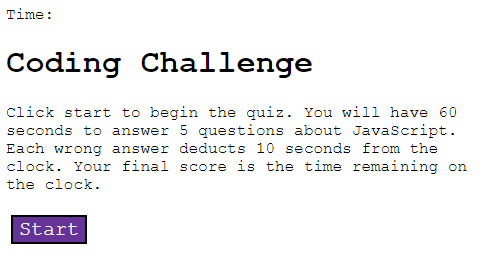 Time:
Coding Challenge
Click start to begin the quiz. You will have 60
seconds to answer 5 questions about JavaScript.
Each wrong answer deducts 10 seconds from the
clock. Your final score is the time remaining on
the clock.
Start